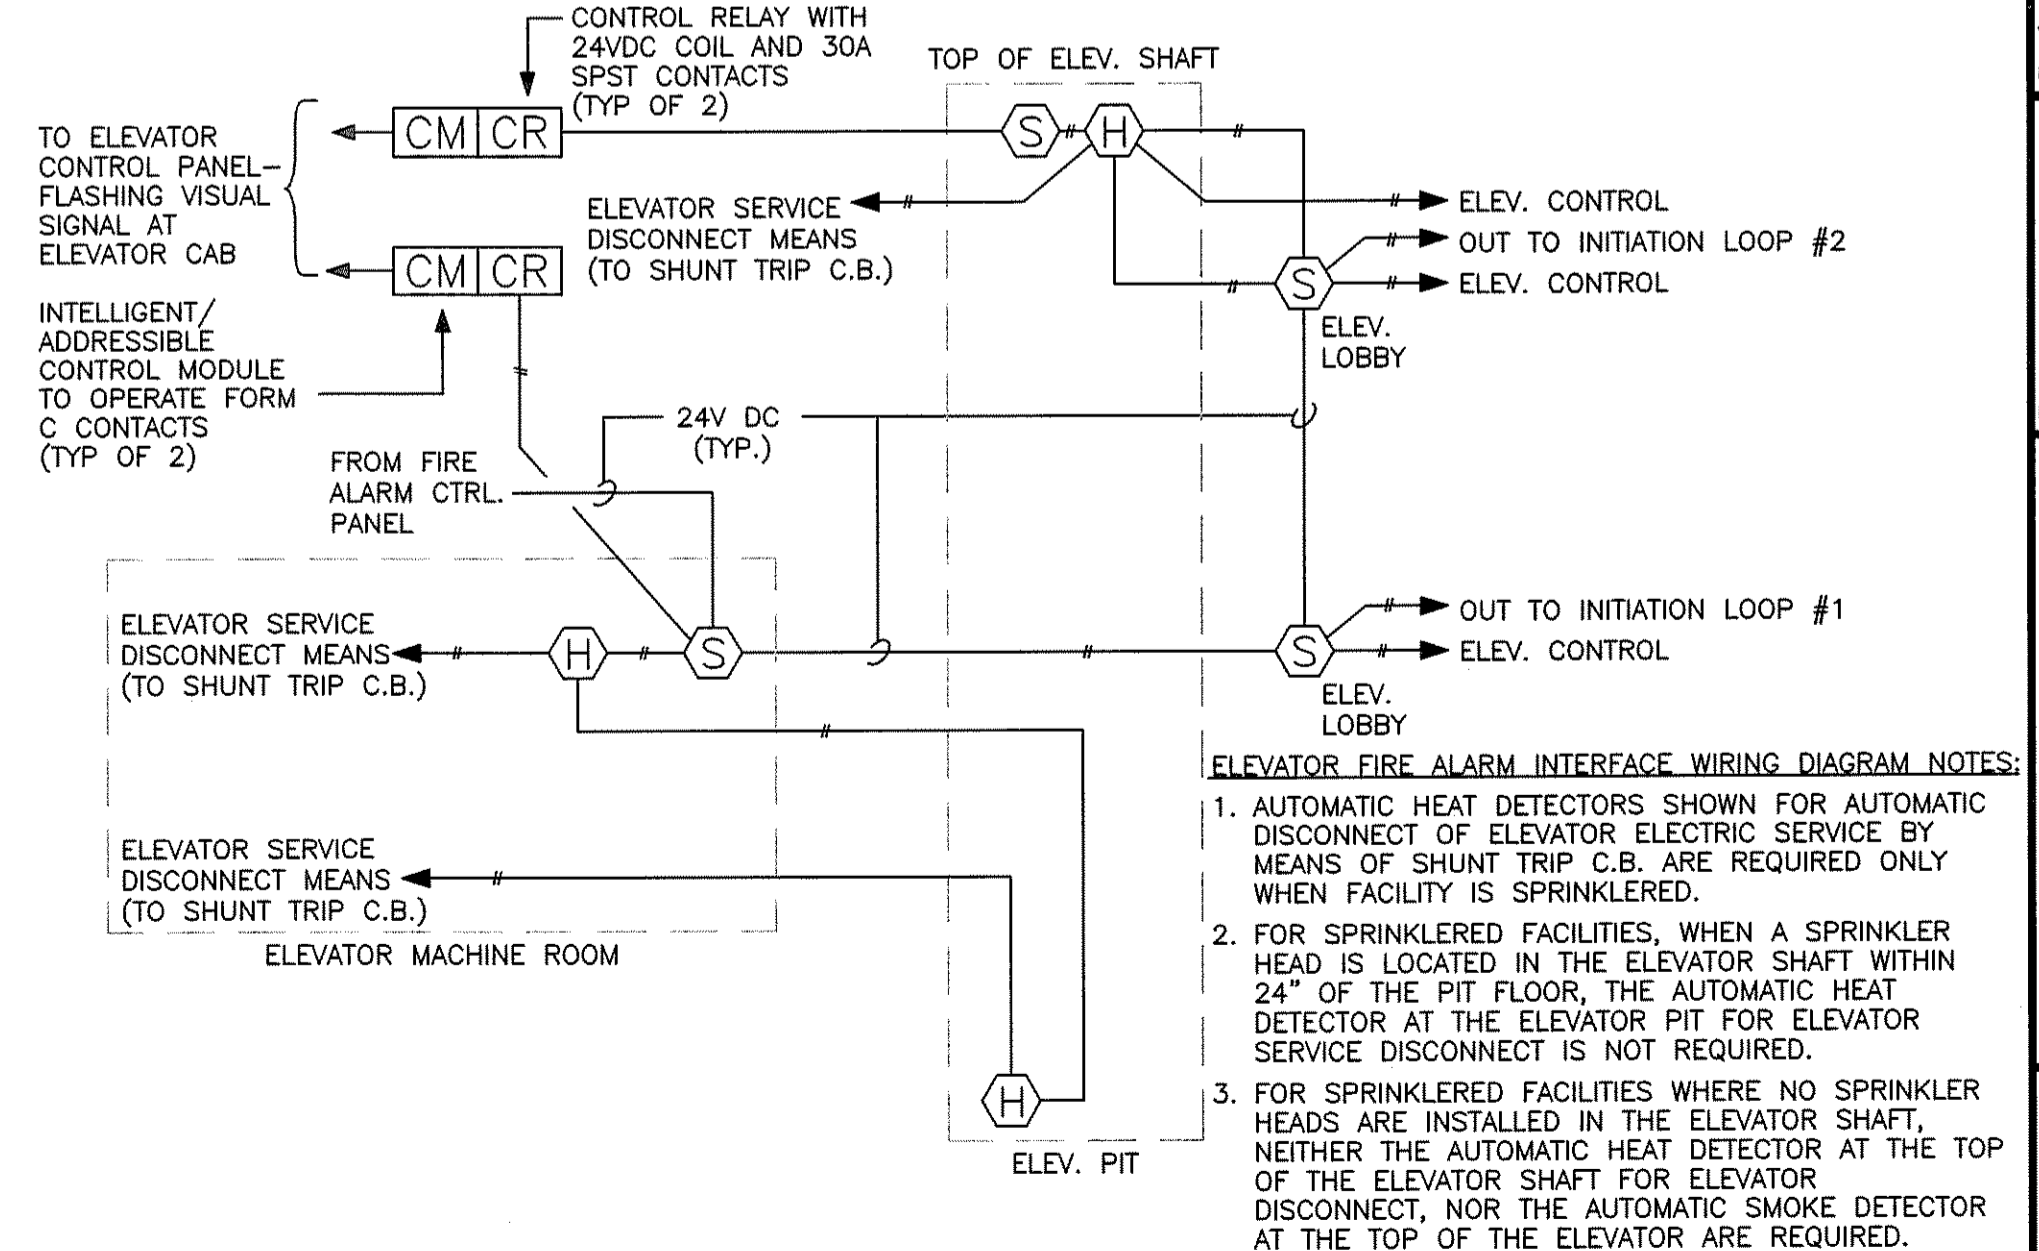 CONTROL RELAY WITH
24VDC COIL AND 30A
SPST CONTACTS
(TYP OF 2)
TOP OF ELEV. SHAFT
TO ELEVATOR
CONTROL PANEL-
FLASHING VISUAL
SIGNAL AT
ELEVATOR CAB
CM CR
S H
ELEVATOR SERVICE
DISCONNECT MEANS
(TO SHUNT TRIP C.B.)
ELEV. CONTROL
OUT TO INITIATION LOOP #2
ELEV. CONTROL
CM CR
S
ELEV.
LOBBY
INTELLIGENT/
ADDRESSIBLE
CONTROL MODULE
TO OPERATE FORM
C CONTACTS
(TYP OF 2)
24V DC
(TYP.)
FROM FIRE
ALARM CTRL.
PANEL
ELEVATOR SERVICE
DISCONNECT MEANS
(TO SHUNT TRIP C.B.)
H S
S
OUT TO INITIATION LOOP #1
ELEV. CONTROL
ELEV.
LOBBY
ELEVATOR SERVICE
DISCONNECT MEANS
(TO SHUNT TRIP C.B.)
ELEVATOR MACHINE ROOM
H
ELEV. PIT
ELEVATOR FIRE ALARM INTERFACE WIRING DIAGRAM NOTES:
1. AUTOMATIC HEAT DETECTORS SHOWN FOR AUTOMATIC
DISCONNECT OF ELEVATOR ELECTRIC SERVICE BY
MEANS OF SHUNT TRIP C.B. ARE REQUIRED ONLY
WHEN FACILITY IS SPRINKLERED.
2. FOR SPRINKLERED FACILITIES, WHEN A SPRINKLER
HEAD IS LOCATED IN THE ELEVATOR SHAFT WITHIN
24" OF THE PIT FLOOR, THE AUTOMATIC HEAT
DETECTOR AT THE ELEVATOR PIT FOR ELEVATOR
SERVICE DISCONNECT IS NOT REQUIRED.
3. FOR SPRINKLERED FACILITIES WHERE NO SPRINKLER
HEADS ARE INSTALLED IN THE ELEVATOR SHAFT,
NEITHER THE AUTOMATIC HEAT DETECTOR AT THE TOP
OF THE ELEVATOR SHAFT FOR ELEVATOR
DISCONNECT, NOR THE AUTOMATIC SMOKE DETECTOR
AT THE TOP OF THE ELEVATOR ARE REQUIRED.